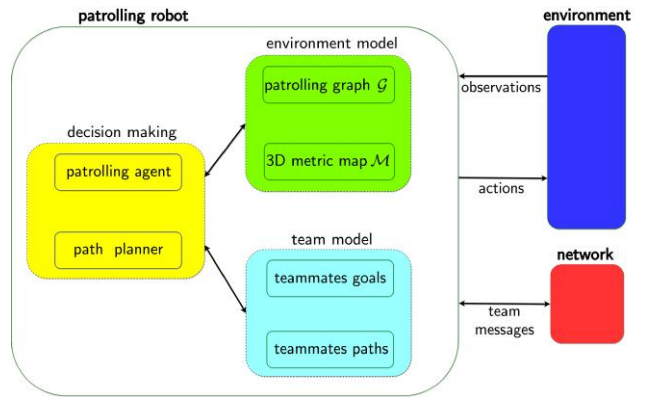 patrolling robot
environment
environment model
patrolling graph 𝒢
3D metric map ℳ
decision making
patrolling agent
path planner
team model
teammates goals
teammates paths
observations
actions
network
team
messages